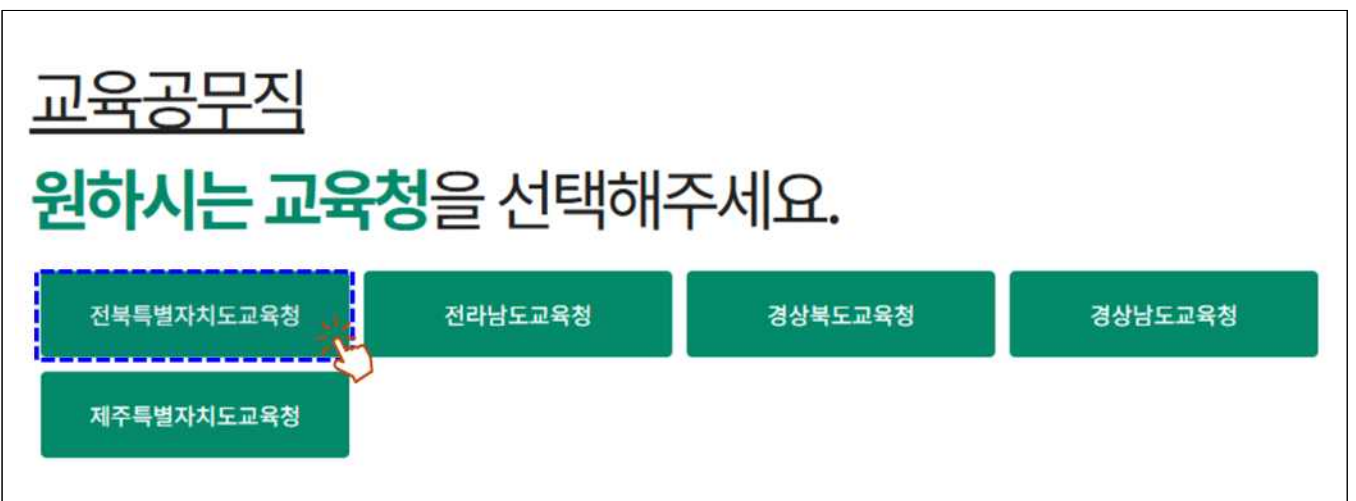 교육공무직
원하시는 교육청을 선택해주세요.
전북특별자치도교육청 전라남도교육청 경상북도교육청 경상남도교육청
제주특별자치도교육청